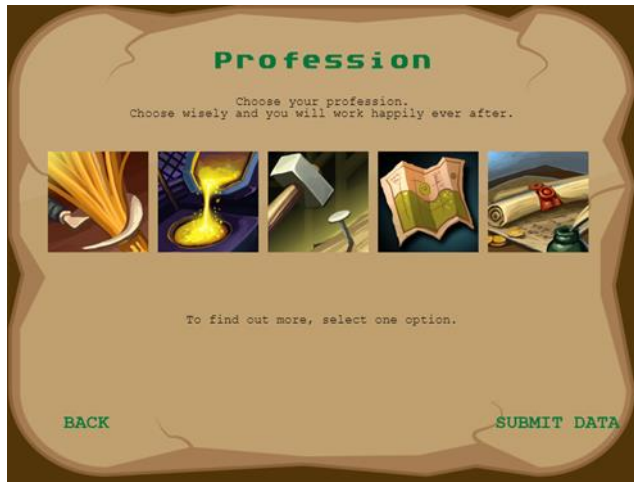 Profession
Choose your profession.
Choose wisely and you will work happily ever after.
To find out more, select one option.
BACK
SUBMIT DATA